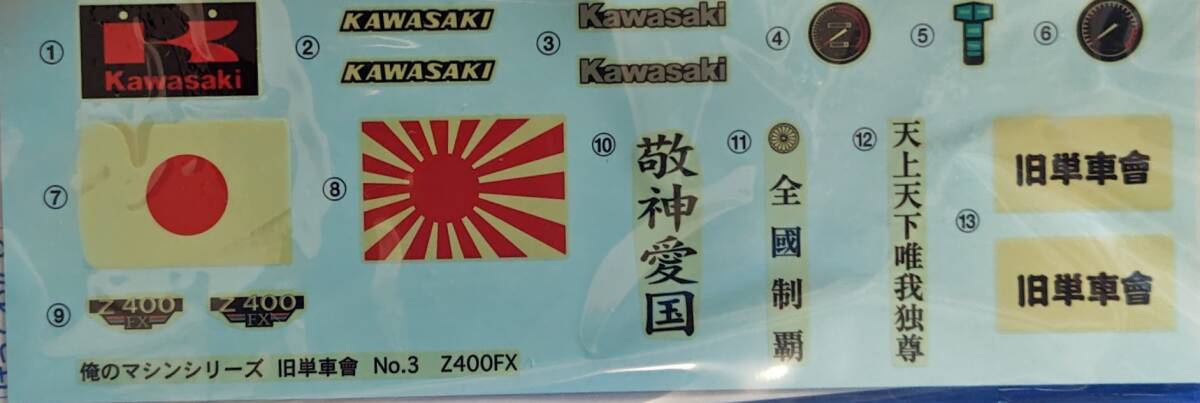 ① Kawasaki
② KAWASAKI
KAWASAKI
③ Kawasaki
Kawasaki
④ Z
⑤
⑥
⑦
⑧
⑨ Z400 FX
Z400 FX
⑩ 敬神愛国
⑪ 全國制覇
⑫ 天上天下唯我独尊
⑬ 旧単車會
旧単車會
俺のマシンシリーズ 旧単車會 No.3 Z400FX